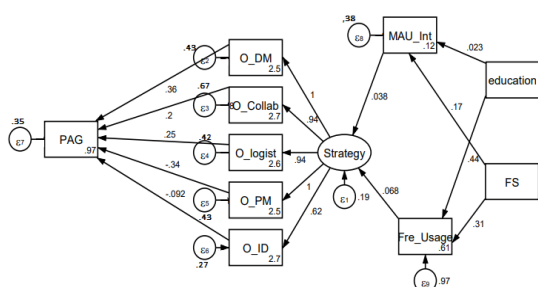 .43
ε2
O_DM
2.5
.38
ε8
MAU_Int
.12
.023
education
.36
.67
ε3
O_Collab
2.7
1
.038
.17
.35
ε7
PAG
.97
.2
.94
.25
.42
ε4
O_logist
2.6
.94
Strategy
.44
-.34
ε5
O_PM
2.5
1
ε1
.19
.068
FS
.31
-.092
.43
.62
Fre_Usage
.61
ε6
O_ID
2.7
.27
ε9
.97